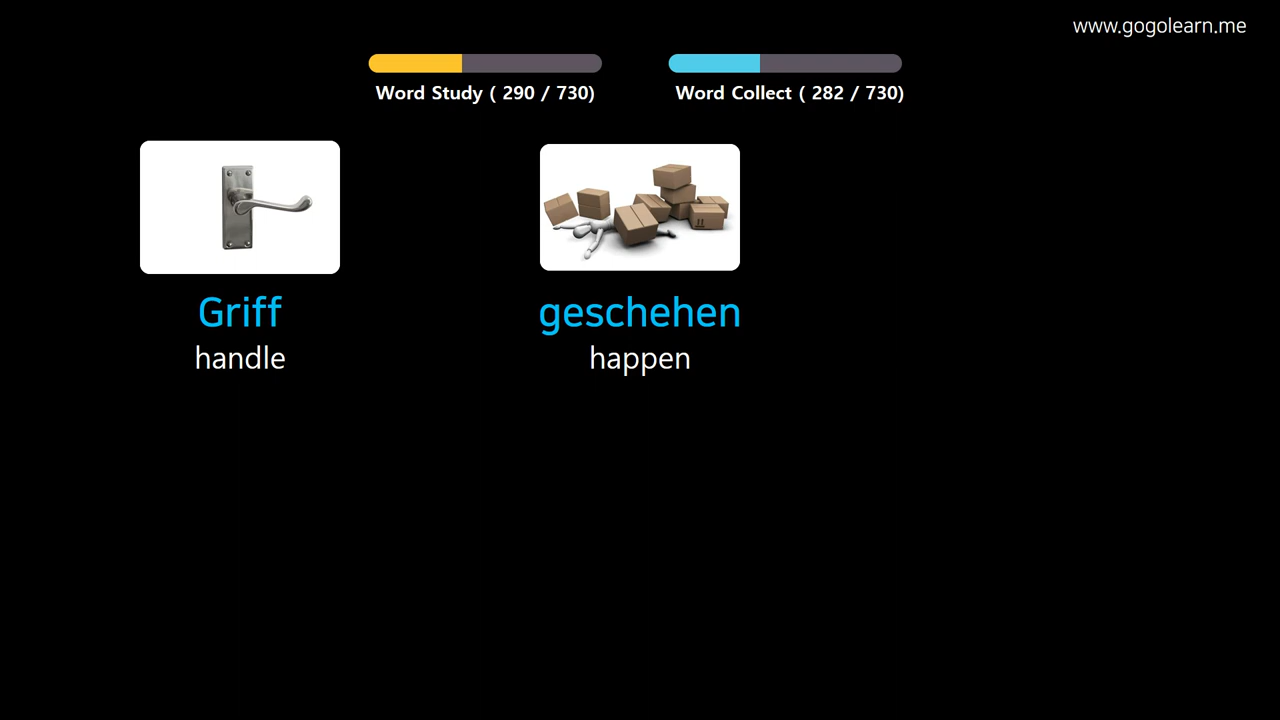 www.gogolearn.me
Word Study ( 290 / 730)
Word Collect ( 282 / 730)
Griff
handle
geschehen
happen